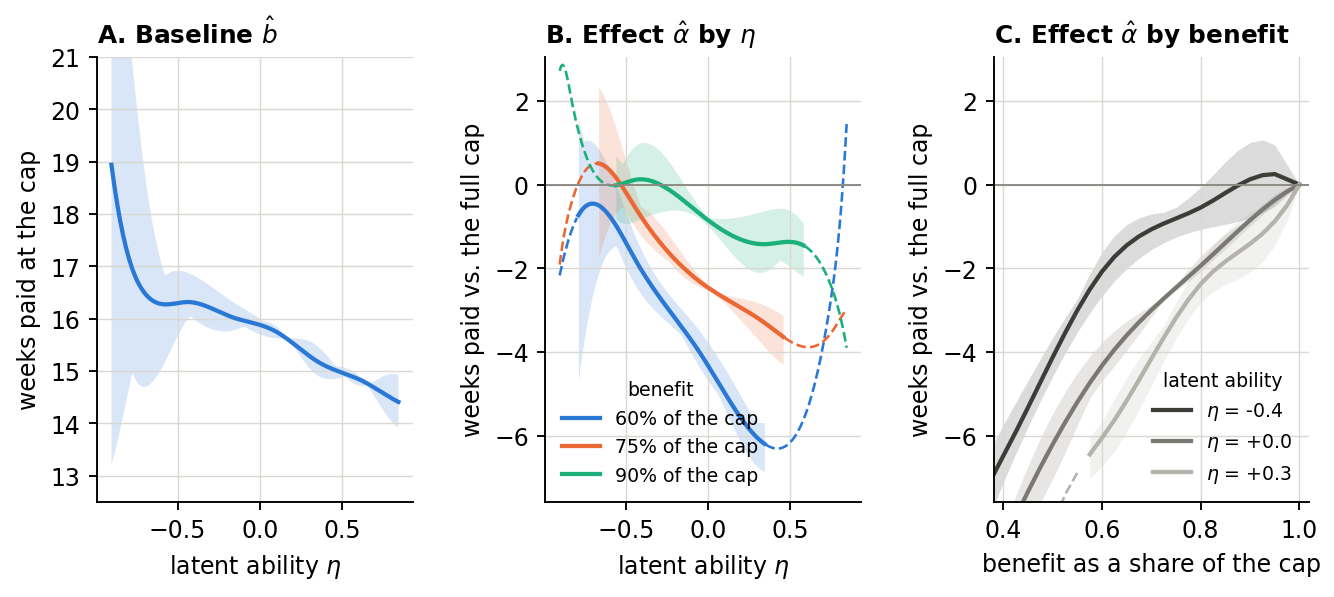 A. Baseline b̂
21
20
19
18
17
16
15
14
13
weeks paid at the cap
−0.5 0.0 0.5
latent ability η
B. Effect α̂ by η
2
0
−2
−4
−6
weeks paid vs. the full cap
benefit
60% of the cap
75% of the cap
90% of the cap
−0.5 0.0 0.5
latent ability η
C. Effect α̂ by benefit
2
0
−2
−4
−6
weeks paid vs. the full cap
latent ability
η = -0.4
η = +0.0
η = +0.3
0.4 0.6 0.8 1.0
benefit as a share of the cap